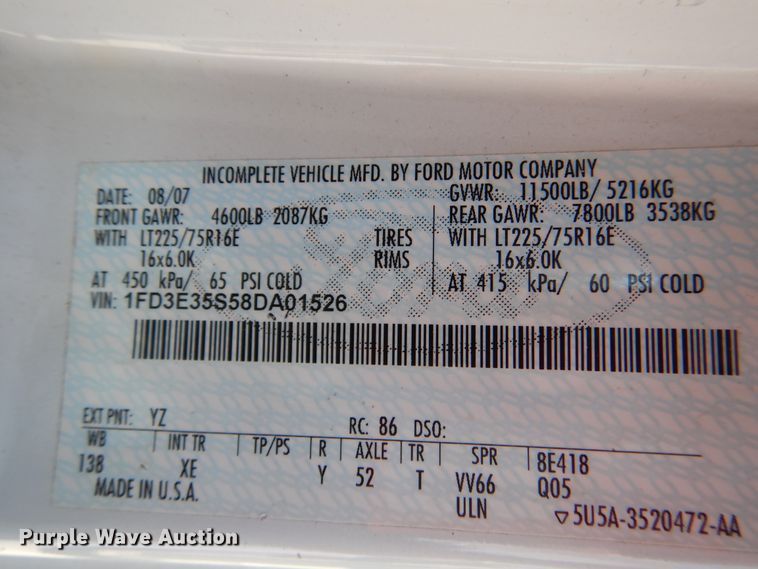 INCOMPLETE VEHICLE MFD. BY FORD MOTOR COMPANY
DATE: 08/07 GVWR: 11500LB/ 5216KG
FRONT GAWR: 4600LB 2087KG REAR GAWR: 7800LB 3538KG
WITH LT225/75R16E TIRES WITH LT225/75R16E
16x6.0K RIMS 16x6.0K
AT 450 kPa/ 65 PSI COLD AT 415 kPa/ 60 PSI COLD
VIN: 1FD3E35S58DA01526
Ford
EXT PNT: YZ RC: 86 DSO:
WB INT TR TP/PS R AXLE TR SPR 8E418
138 XE Y 52 T VV66 Q05
MADE IN U.S.A. ULN ▽5U5A-3520472-AA
Purple Wave Auction